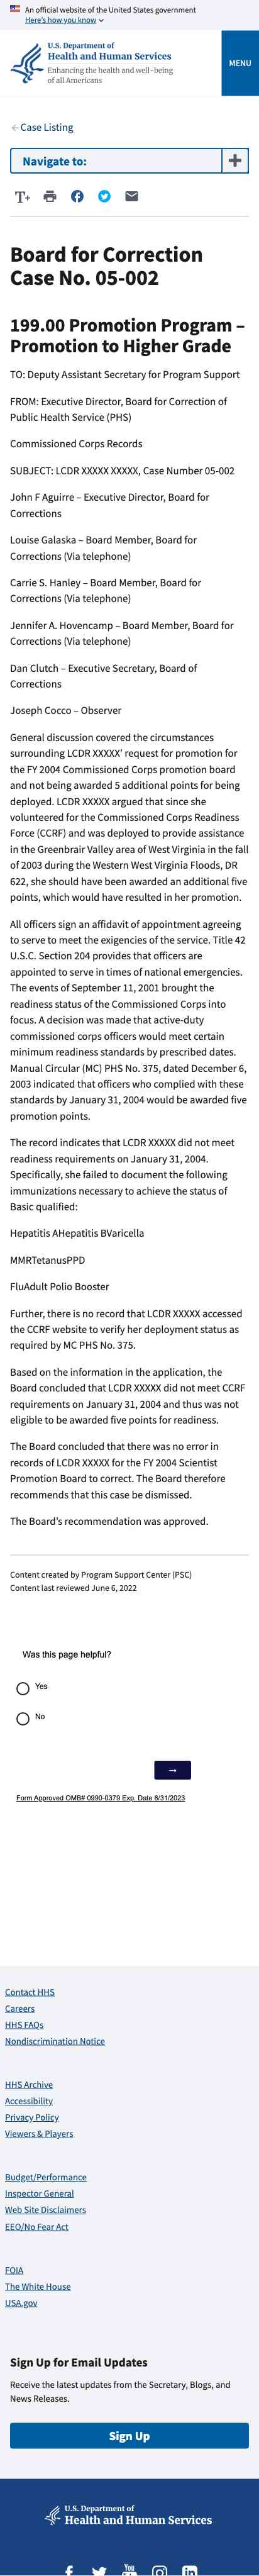 An official website of the United States government
Here's how you know
U.S. Department of
Health and Human Services
Enhancing the health and well-being
of all Americans
MENU
Case Listing
Navigate to:
T+
Board for Correction
Case No. 05-002
199.00 Promotion Program –
Promotion to Higher Grade
TO: Deputy Assistant Secretary for Program Support
FROM: Executive Director, Board for Correction of
Public Health Service (PHS)
Commissioned Corps Records
SUBJECT: LCDR XXXXX XXXXX, Case Number 05-002
John F Aguirre – Executive Director, Board for
Corrections
Louise Galaska – Board Member, Board for
Corrections (Via telephone)
Carrie S. Hanley – Board Member, Board for
Corrections (Via telephone)
Jennifer A. Hovencamp – Board Member, Board for
Corrections (Via telephone)
Dan Clutch – Executive Secretary, Board of
Corrections
Joseph Cocco – Observer
General discussion covered the circumstances
surrounding LCDR XXXXX' request for promotion for
the FY 2004 Commissioned Corps promotion board
and not being awarded 5 additional points for being
deployed. LCDR XXXXX argued that since she
volunteered for the Commissioned Corps Readiness
Force (CCRF) and was deployed to provide assistance
in the Greenbrair Valley area of West Virginia in the fall
of 2003 during the Western West Virginia Floods, DR
622, she should have been awarded an additional five
points, which would have resulted in her promotion.
All officers sign an affidavit of appointment agreeing
to serve to meet the exigencies of the service. Title 42
U.S.C. Section 204 provides that officers are
appointed to serve in times of national emergencies.
The events of September 11, 2001 brought the
readiness status of the Commissioned Corps into
focus. A decision was made that active-duty
commissioned corps officers would meet certain
minimum readiness standards by prescribed dates.
Manual Circular (MC) PHS No. 375, dated December 6,
2003 indicated that officers who complied with these
standards by January 31, 2004 would be awarded five
promotion points.
The record indicates that LCDR XXXXX did not meet
readiness requirements on January 31, 2004.
Specifically, she failed to document the following
immunizations necessary to achieve the status of
Basic qualified:
Hepatitis AHepatitis BVaricella
MMRTetanusPPD
FluAdult Polio Booster
Further, there is no record that LCDR XXXXX accessed
the CCRF website to verify her deployment status as
required by MC PHS No. 375.
Based on the information in the application, the
Board concluded that LCDR XXXXX did not meet CCRF
requirements on January 31, 2004 and thus was not
eligible to be awarded five points for readiness.
The Board concluded that there was no error in
records of LCDR XXXXX for the FY 2004 Scientist
Promotion Board to correct. The Board therefore
recommends that this case be dismissed.
The Board's recommendation was approved.
Content created by Program Support Center (PSC)
Content last reviewed June 6, 2022
Was this page helpful?
Yes
No
→
Form Approved OMB# 0990-0379 Exp. Date 8/31/2023
Contact HHS
Careers
HHS FAQs
Nondiscrimination Notice
HHS Archive
Accessibility
Privacy Policy
Viewers & Players
Budget/Performance
Inspector General
Web Site Disclaimers
EEO/No Fear Act
FOIA
The White House
USA.gov
Sign Up for Email Updates
Receive the latest updates from the Secretary, Blogs, and
News Releases.
Sign Up
U.S. Department of
Health and Human Services
You